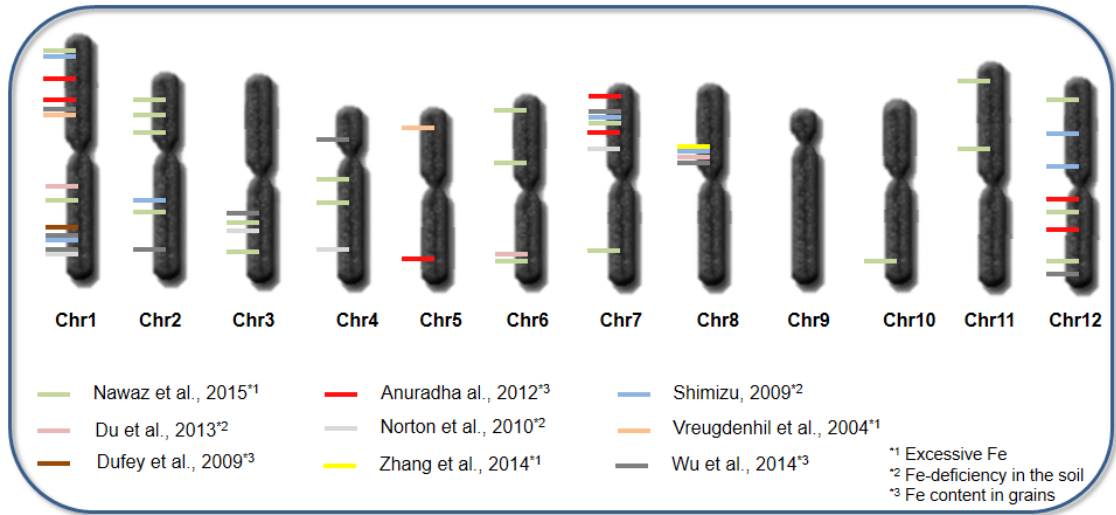 Chr1 Chr2 Chr3 Chr4 Chr5 Chr6 Chr7 Chr8 Chr9 Chr10 Chr11 Chr12
Nawaz et al., 2015*1 Anuradha al., 2012*3 Shimizu, 2009*2
Du et al., 2013*2 Norton et al., 2010*2 Vreugdenhil et al., 2004*1
Dufey et al., 2009*3 Zhang et al., 2014*1 Wu et al., 2014*3
*1 Excessive Fe
*2 Fe-deficiency in the soil
*3 Fe content in grains